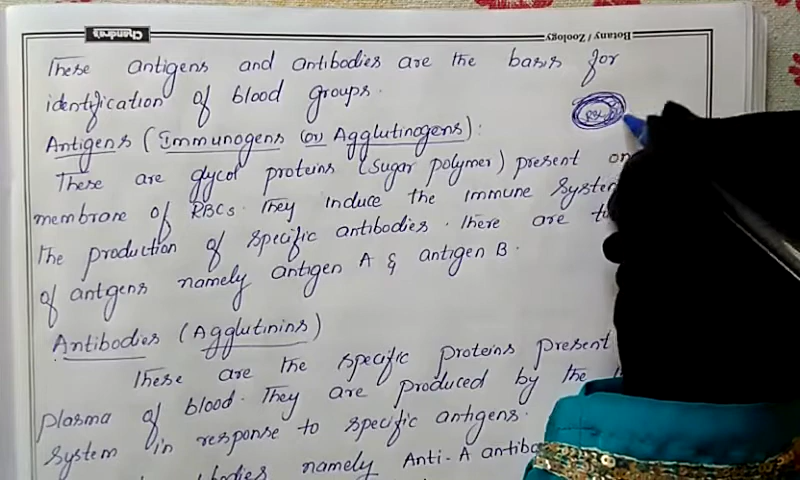 Botany / Zoology
Chandra's
These antigens and antibodies are the basis for
identification of blood groups.
RBC
Antigens (Immunogens (or) Agglutinogens):
These are glycol proteins (sugar polymer) present on
membrane of RBCs. They induce the immune system
the production of specific antibodies. There are
of antgens namely antigen A & antigen B.
Antibodies (Agglutinins)
These are the specific proteins present
plasma of blood. They are produced by the
system in response to specific antigens.
namely Anti-A